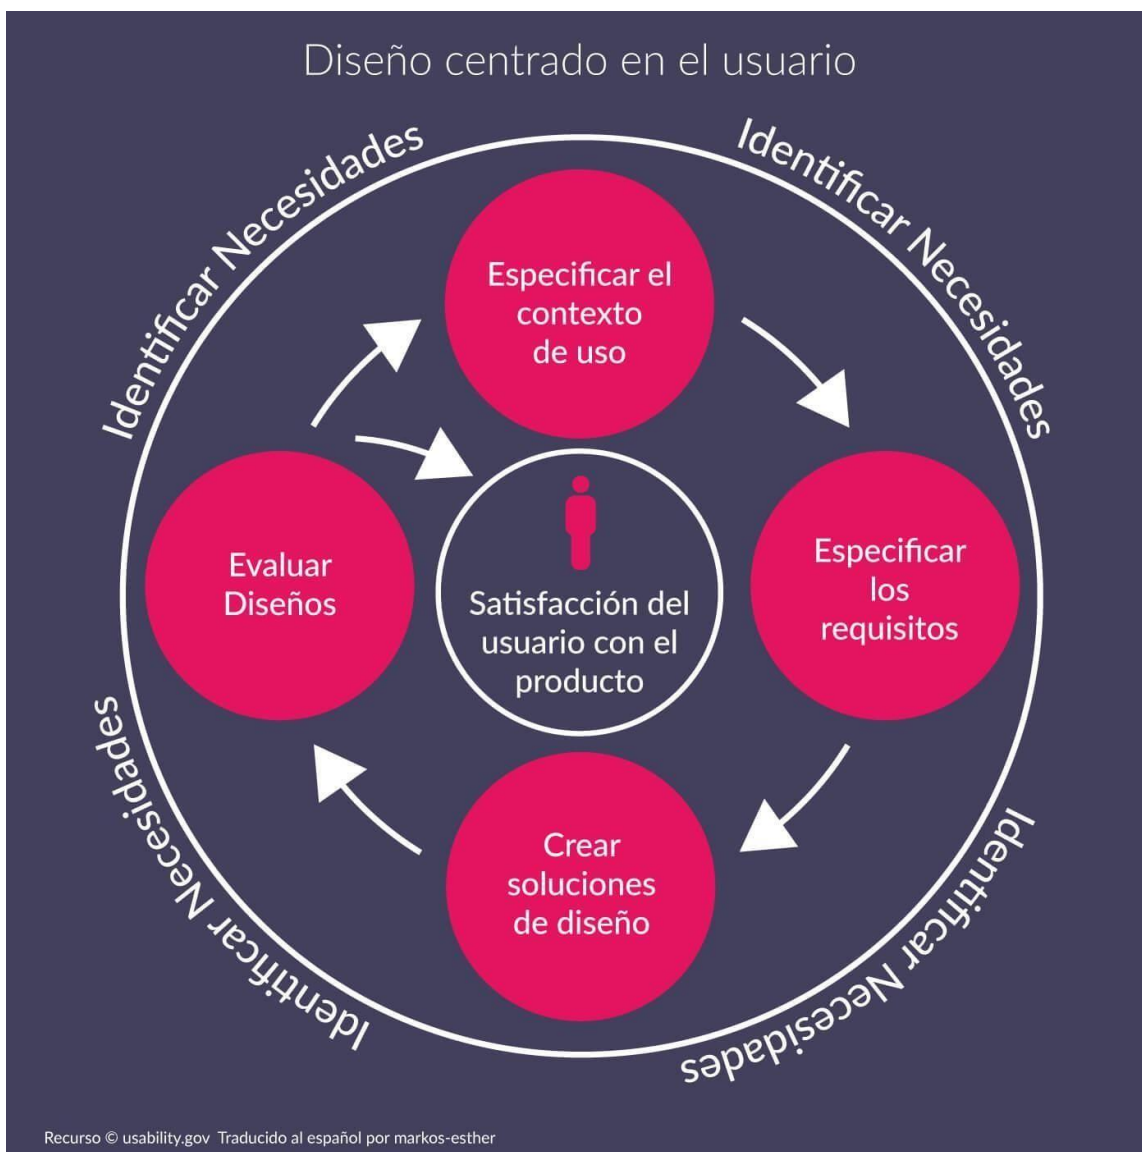 Diseño centrado en el usuario
Identificar Necesidades
Identificar Necesidades
Especificar el
contexto
de uso
Evaluar
Diseños
Satisfacción del
usuario con el
producto
Especificar
los
requisitos
Crear
soluciones
de diseño
Identificar Necesidades
Identificar Necesidades
Recurso © usability.gov Traducido al español por markos-esther